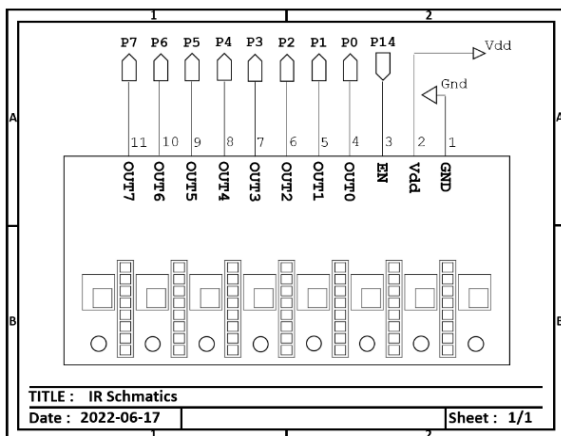 1 2
P7 P6 P5 P4 P3 P2 P1 P0 P14 Vdd
Gnd
A A
11 10 9 8 7 6 5 4 3 2 1
OUT7 OUT6 OUT5 OUT4 OUT3 OUT2 OUT1 OUT0 EN Vdd GND
B B
TITLE : IR Schmatics
Date : 2022-06-17 Sheet : 1/1
1 2